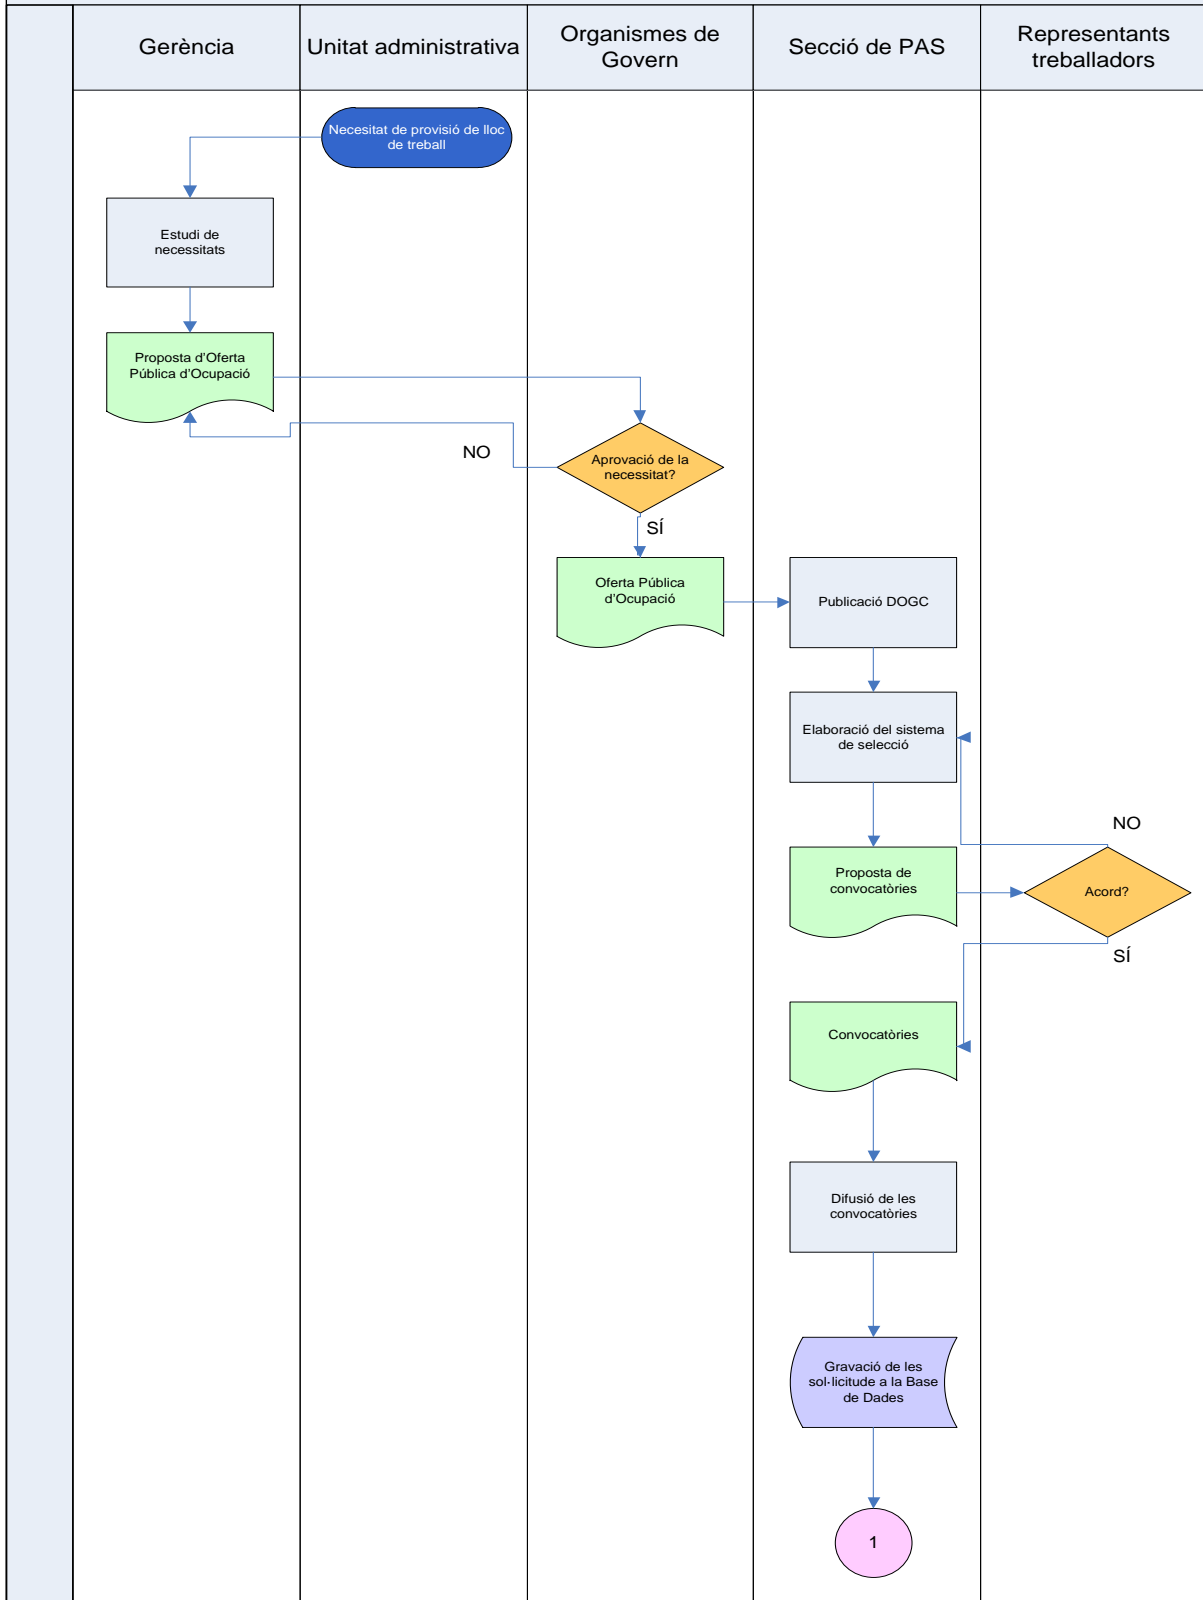 Gerència
Unitat administrativa
Organismes de
Govern
Secció de PAS
Representants
treballadors
Necesitat de provisió de lloc
de treball
Estudi de
necessitats
Proposta d'Oferta
Pública d'Ocupació
NO
Aprovació de la
necessitat?
SÍ
Oferta Pública
d'Ocupació
Publicació DOGC
Elaboració del sistema
de selecció
NO
Proposta de
convocatòries
Acord?
SÍ
Convocatòries
Difusió de les
convocatòries
Gravació de les
sol·licitude a la Base
de Dades
1